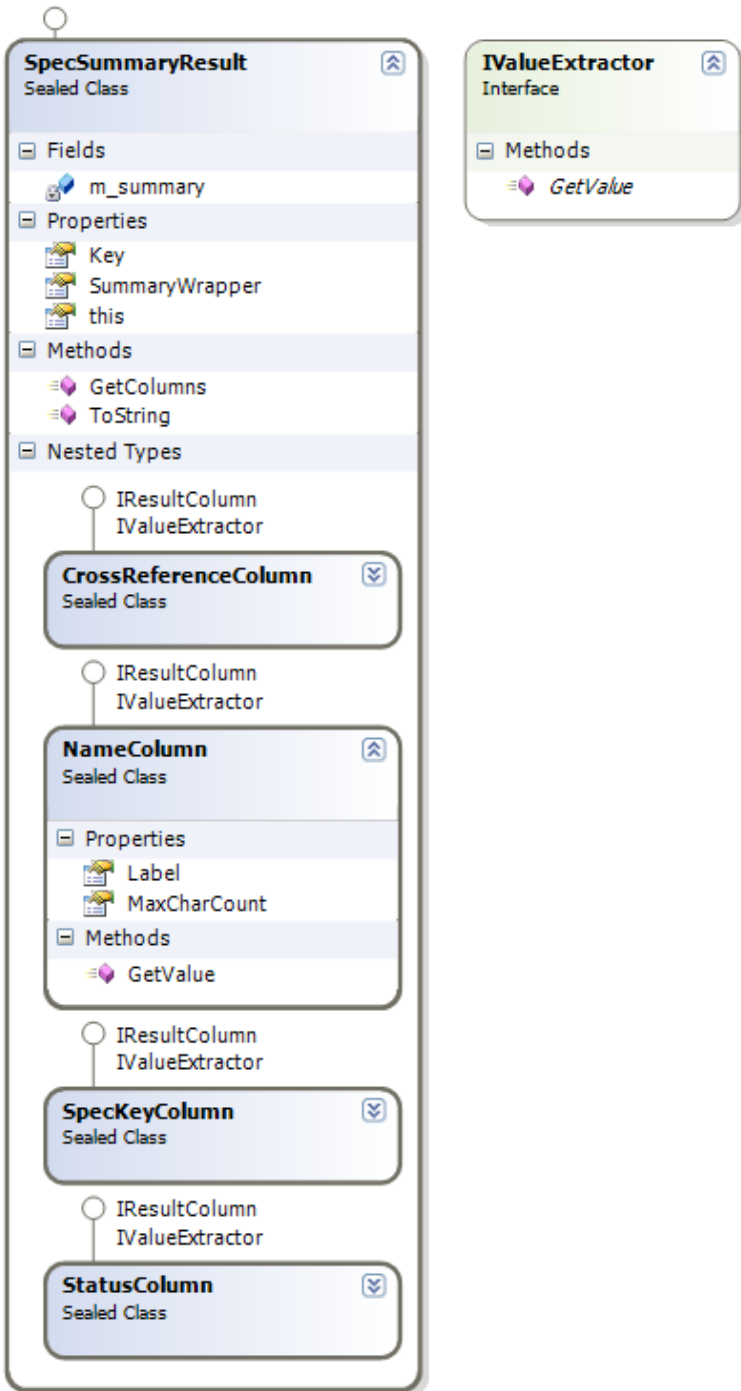 SpecSummaryResult
Sealed Class
Fields
m_summary
Properties
Key
SummaryWrapper
this
Methods
GetColumns
ToString
Nested Types
IResultColumn
IValueExtractor
CrossReferenceColumn
Sealed Class
IResultColumn
IValueExtractor
NameColumn
Sealed Class
Properties
Label
MaxCharCount
Methods
GetValue
IResultColumn
IValueExtractor
SpecKeyColumn
Sealed Class
IResultColumn
IValueExtractor
StatusColumn
Sealed Class
IValueExtractor
Interface
Methods
GetValue